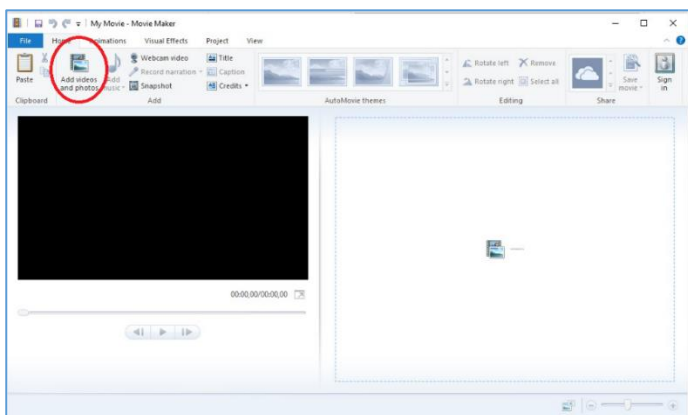 My Movie - Movie Maker
File Home Animations Visual Effects Project View
Paste
Clipboard
Add videos
and photos
Add
music
Webcam video
Record narration
Snapshot
Title
Caption
Credits
Add
AutoMovie themes
Rotate left
Remove
Rotate right
Select all
Editing
Save
movie
Share
Sign
in
00:00,00/00:00,00